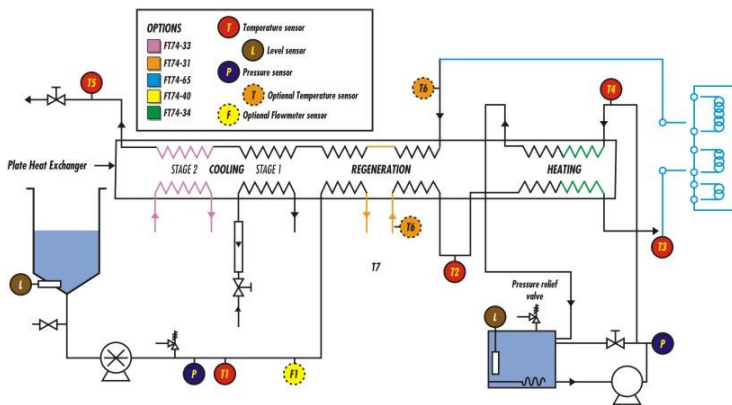 OPTIONS
FT74-33
FT74-31
FT74-65
FT74-40
FT74-34
T Temperature sensor
L Level sensor
P Pressure sensor
T Optional Temperature sensor
F Optional Flowmeter sensor
T5
T6
T4
Plate Heat Exchanger
STAGE 2
COOLING
STAGE 1
REGENERATION
HEATING
T6
T3
T7
T2
L
Pressure relief
valve
L
P
P
T1
F1